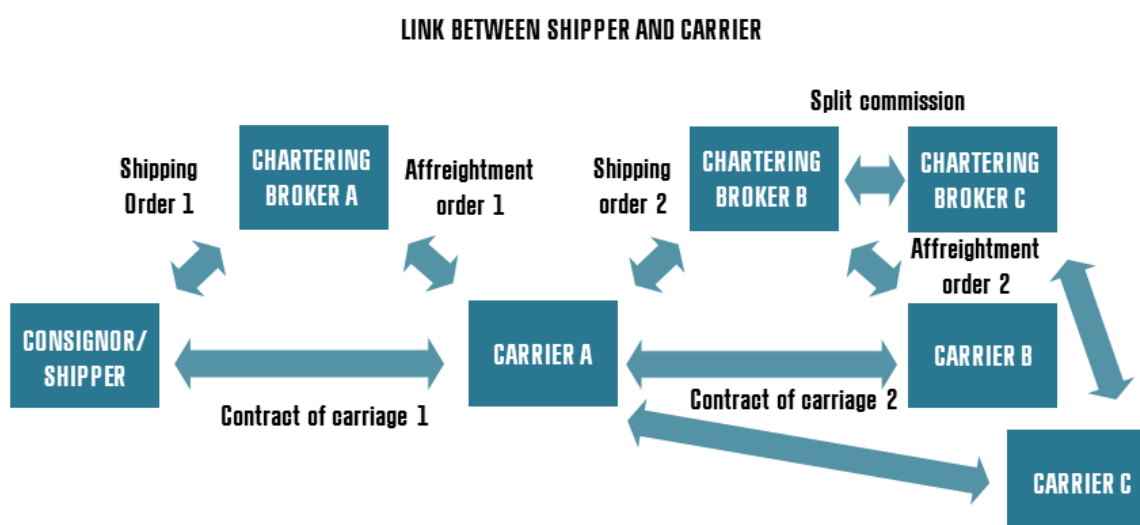 LINK BETWEEN SHIPPER AND CARRIER
Split commission
Shipping
Order 1
CHARTERING
BROKER A
Affreightment
order 1
Shipping
order 2
CHARTERING
BROKER B
CHARTERING
BROKER C
Affreightment
order 2
CONSIGNOR/
SHIPPER
CARRIER A
CARRIER B
Contract of carriage 1
Contract of carriage 2
CARRIER C